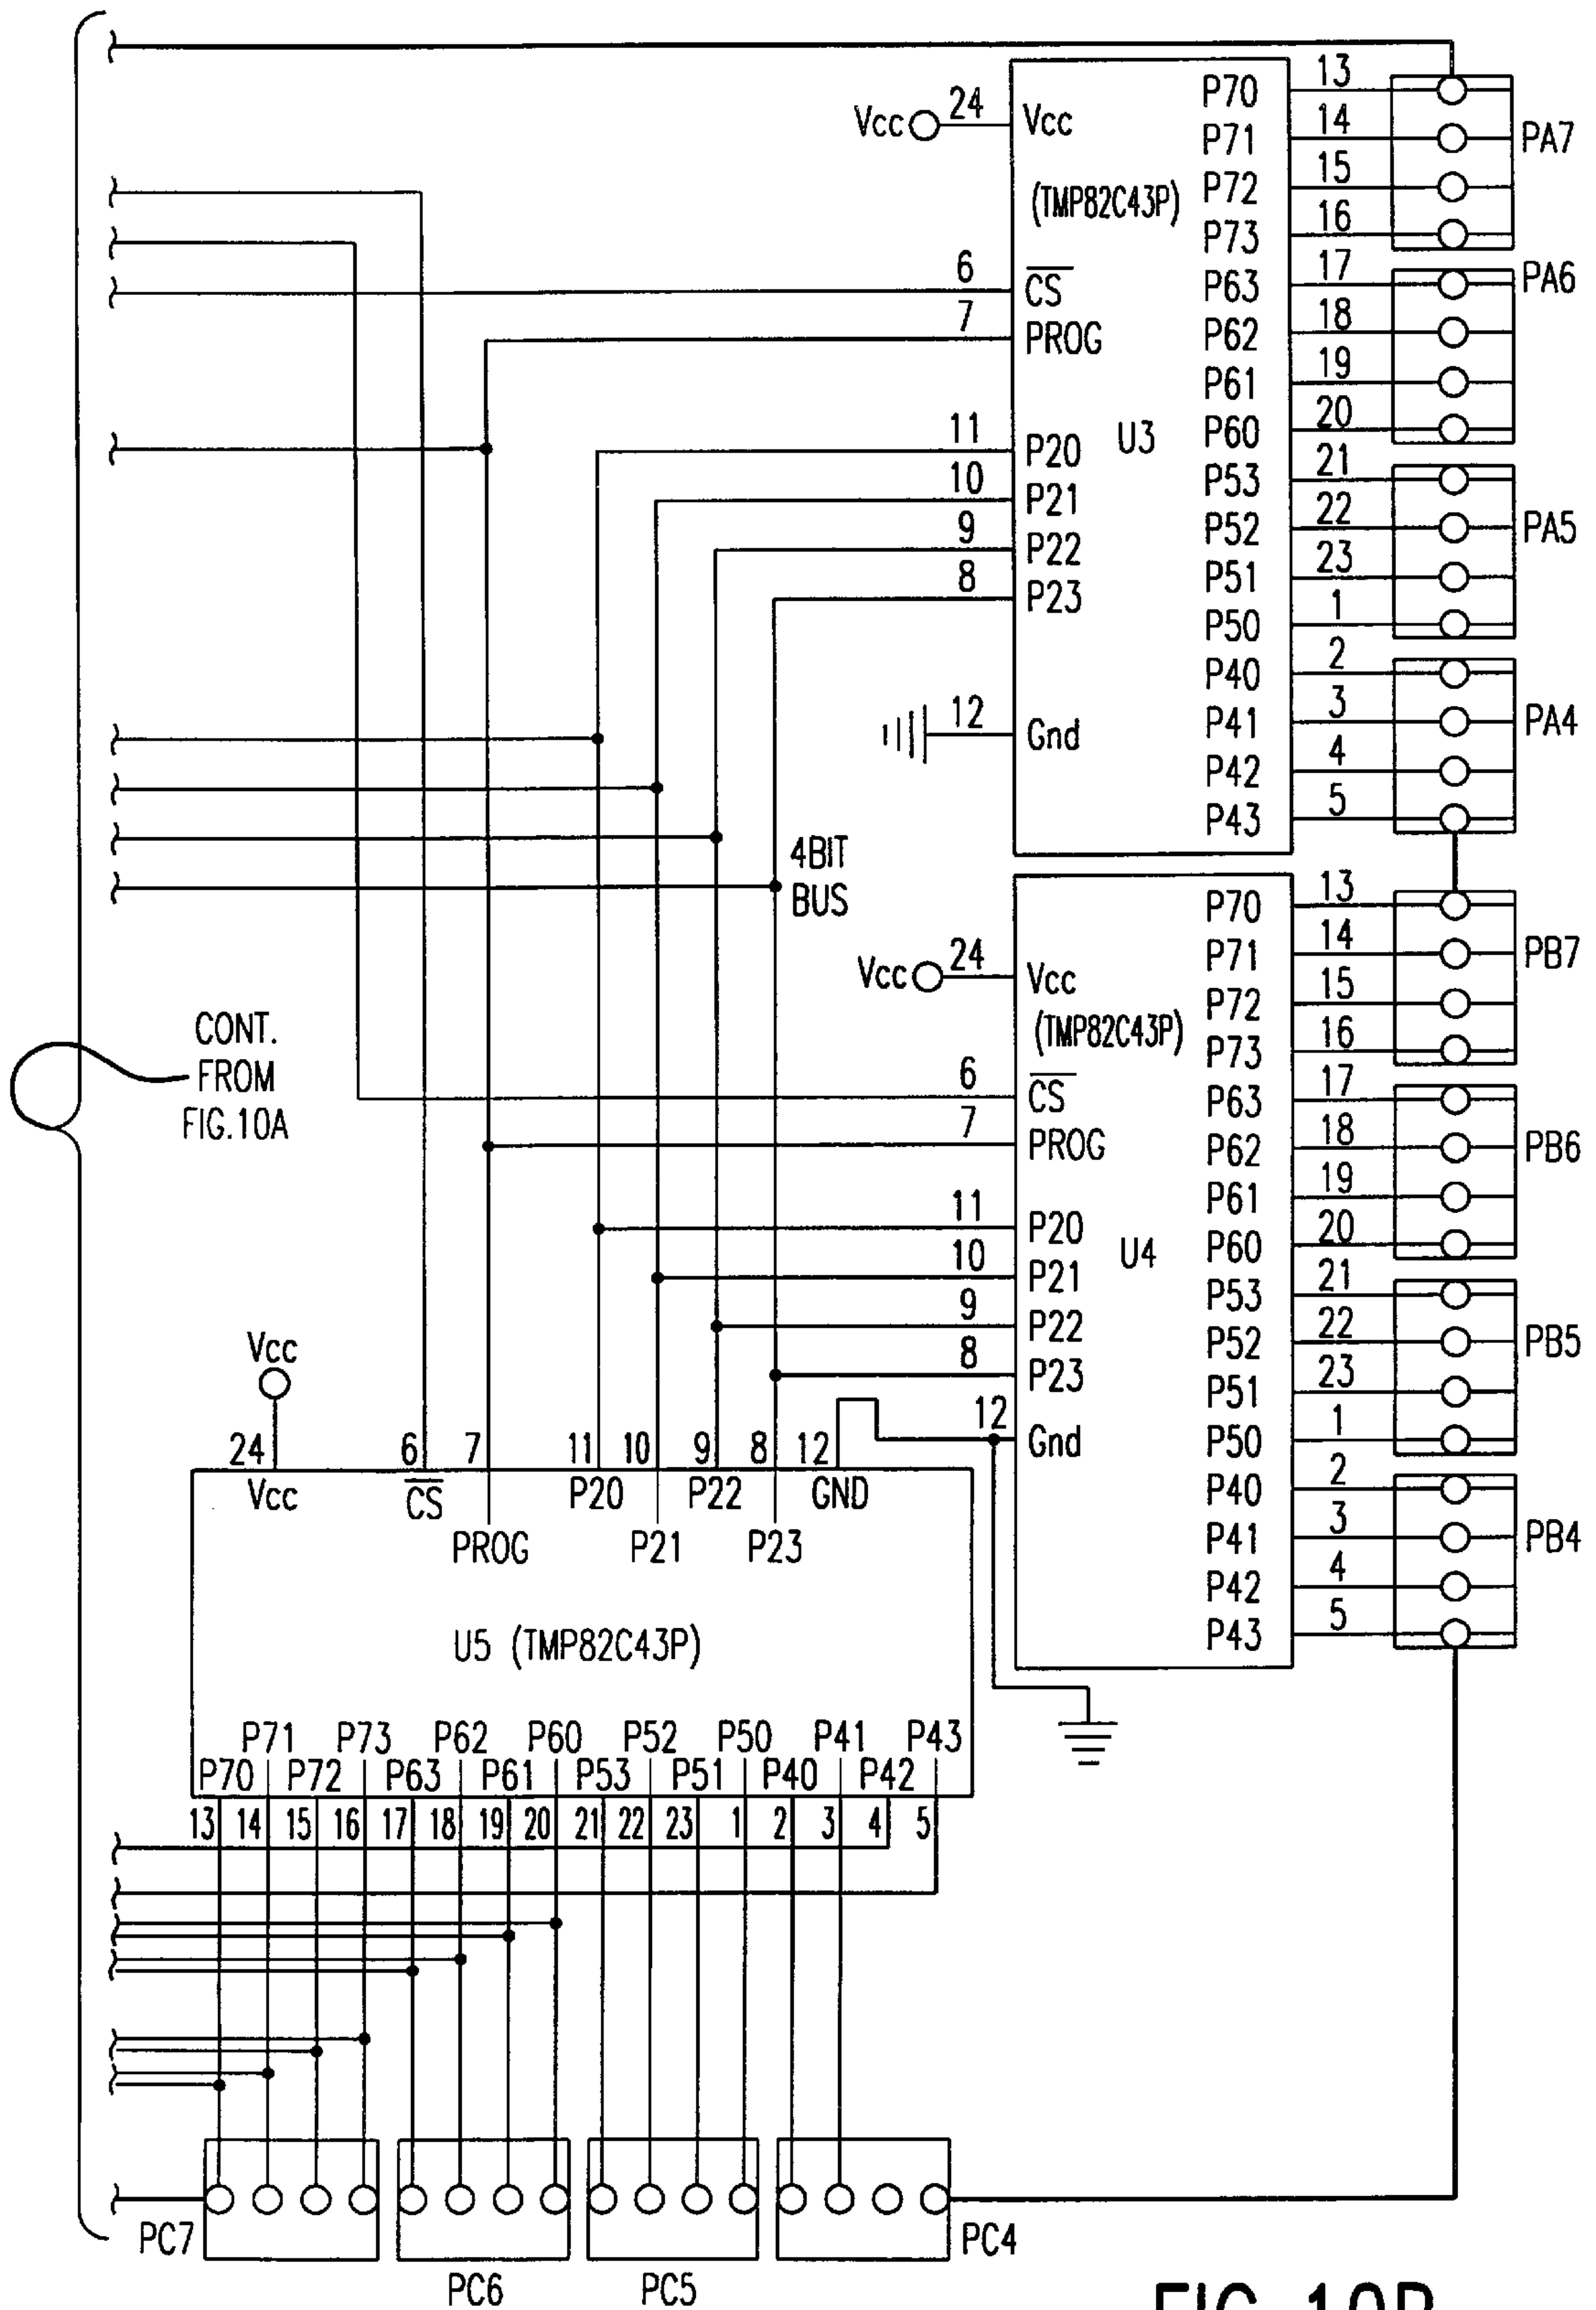 Vcc 24 Vcc
(TMP82C43P)
6 CS
7 PROG
11 P20
10 P21
9 P22
8 P23
12 Gnd
U3
P70 13
P71 14
P72 15
P73 16
P63 17
P62 18
P61 19
P60 20
P53 21
P52 22
P51 23
P50 1
P40 2
P41 3
P42 4
P43 5
PA7
PA6
PA5
PA4
4BIT
BUS
CONT.
FROM
FIG.10A
Vcc 24 Vcc
(TMP82C43P)
6 CS
7 PROG
11 P20
10 P21
9 P22
8 P23
12 Gnd
U4
P70 13
P71 14
P72 15
P73 16
P63 17
P62 18
P61 19
P60 20
P53 21
P52 22
P51 23
P50 1
P40 2
P41 3
P42 4
P43 5
PB7
PB6
PB5
PB4
Vcc
24 6 7 11 10 9 8 12
Vcc CS P20 P22 GND
PROG P21 P23
U5 (TMP82C43P)
P71 P73 P62 P60 P52 P50 P41 P43
P70 P72 P63 P61 P53 P51 P40 P42
13 14 15 16 17 18 19 20 21 22 23 1 2 3 4 5
PC7 PC4
PC6 PC5
FIG. 10B